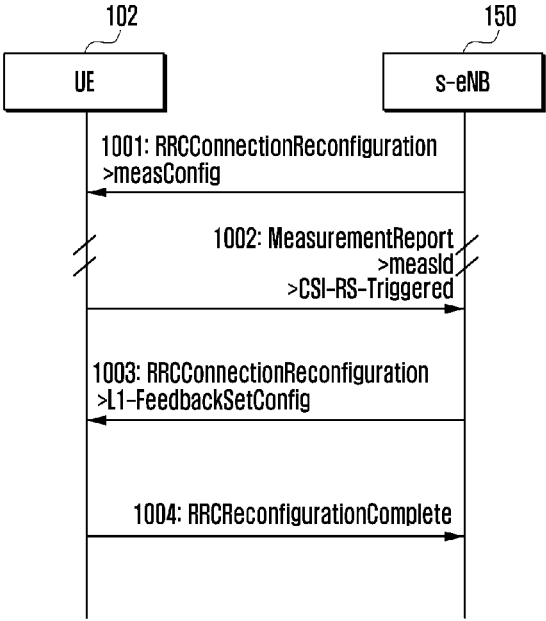 102
150
UE
s-eNB
1001: RRCConnectionReconfiguration
>measConfig
1002: MeasurementReport
>measId
>CSI-RS-Triggered
1003: RRCConnectionReconfiguration
>L1-FeedbackSetConfig
1004: RRCReconfigurationComplete